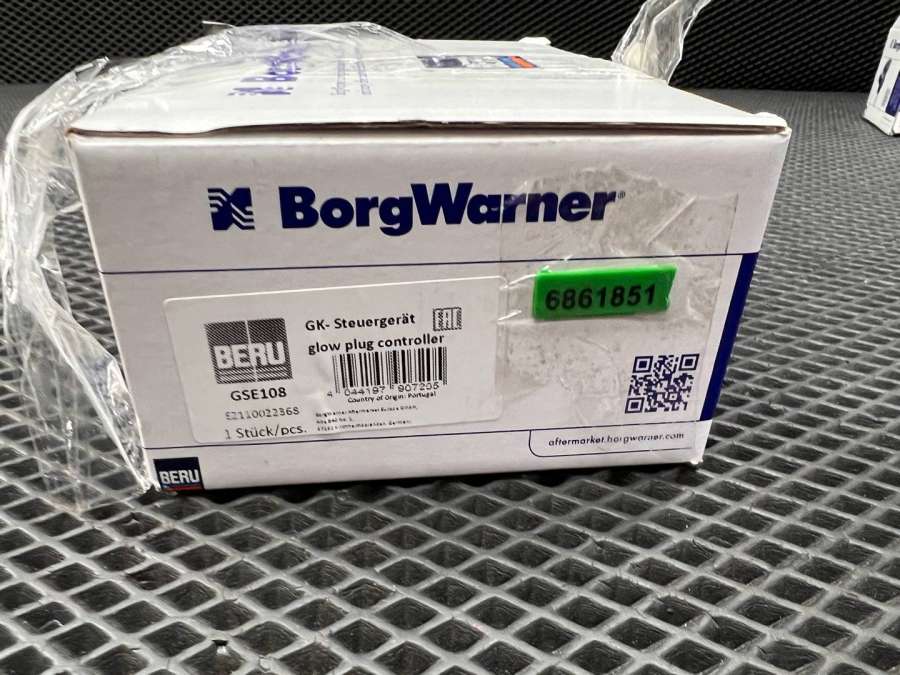 BorgWarner
6861851
BERU
GK- Steuergerät
glow plug controller
GSE108
4 044197 907205
Country of Origin: Portugal
1 Stück/pcs.
aftermarket.borgwarner.com
BERU